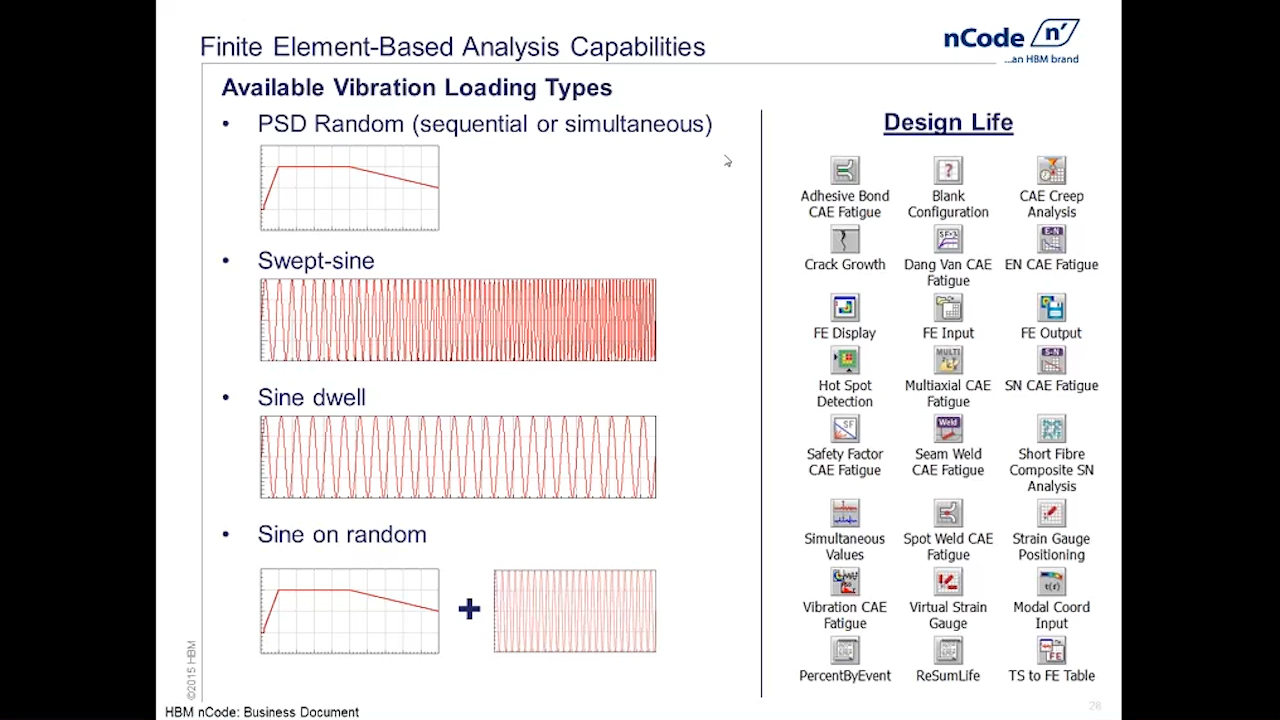 Finite Element-Based Analysis Capabilities
nCode n'
...an HBM brand
Available Vibration Loading Types
• PSD Random (sequential or simultaneous)
• Swept-sine
• Sine dwell
• Sine on random
+
Design Life
Adhesive Bond
CAE Fatigue
?
Blank
Configuration
CAE Creep
Analysis
Crack Growth
Dang Van CAE
Fatigue
E-N
EN CAE Fatigue
FE Display
FE Input
FE Output
Hot Spot
Detection
MULTI
Multiaxial CAE
Fatigue
S-N
SN CAE Fatigue
SF
Safety Factor
CAE Fatigue
Weld
Seam Weld
CAE Fatigue
Short Fibre
Composite SN
Analysis
Simultaneous
Values
Spot Weld CAE
Fatigue
Strain Gauge
Positioning
Vibration CAE
Fatigue
Virtual Strain
Gauge
t(f)
Modal Coord
Input
PercentByEvent
ReSumLife
FE
TS to FE Table
©2015 HBM
HBM nCode: Business Document
28